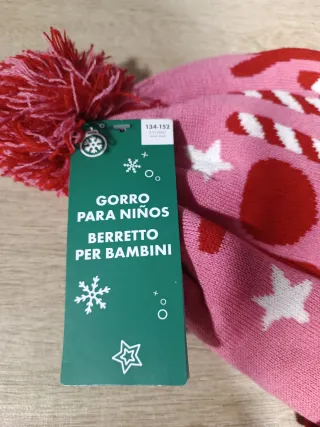 134-152
GORRO
PARA NIÑOS
BERRETTO
PER BAMBINI